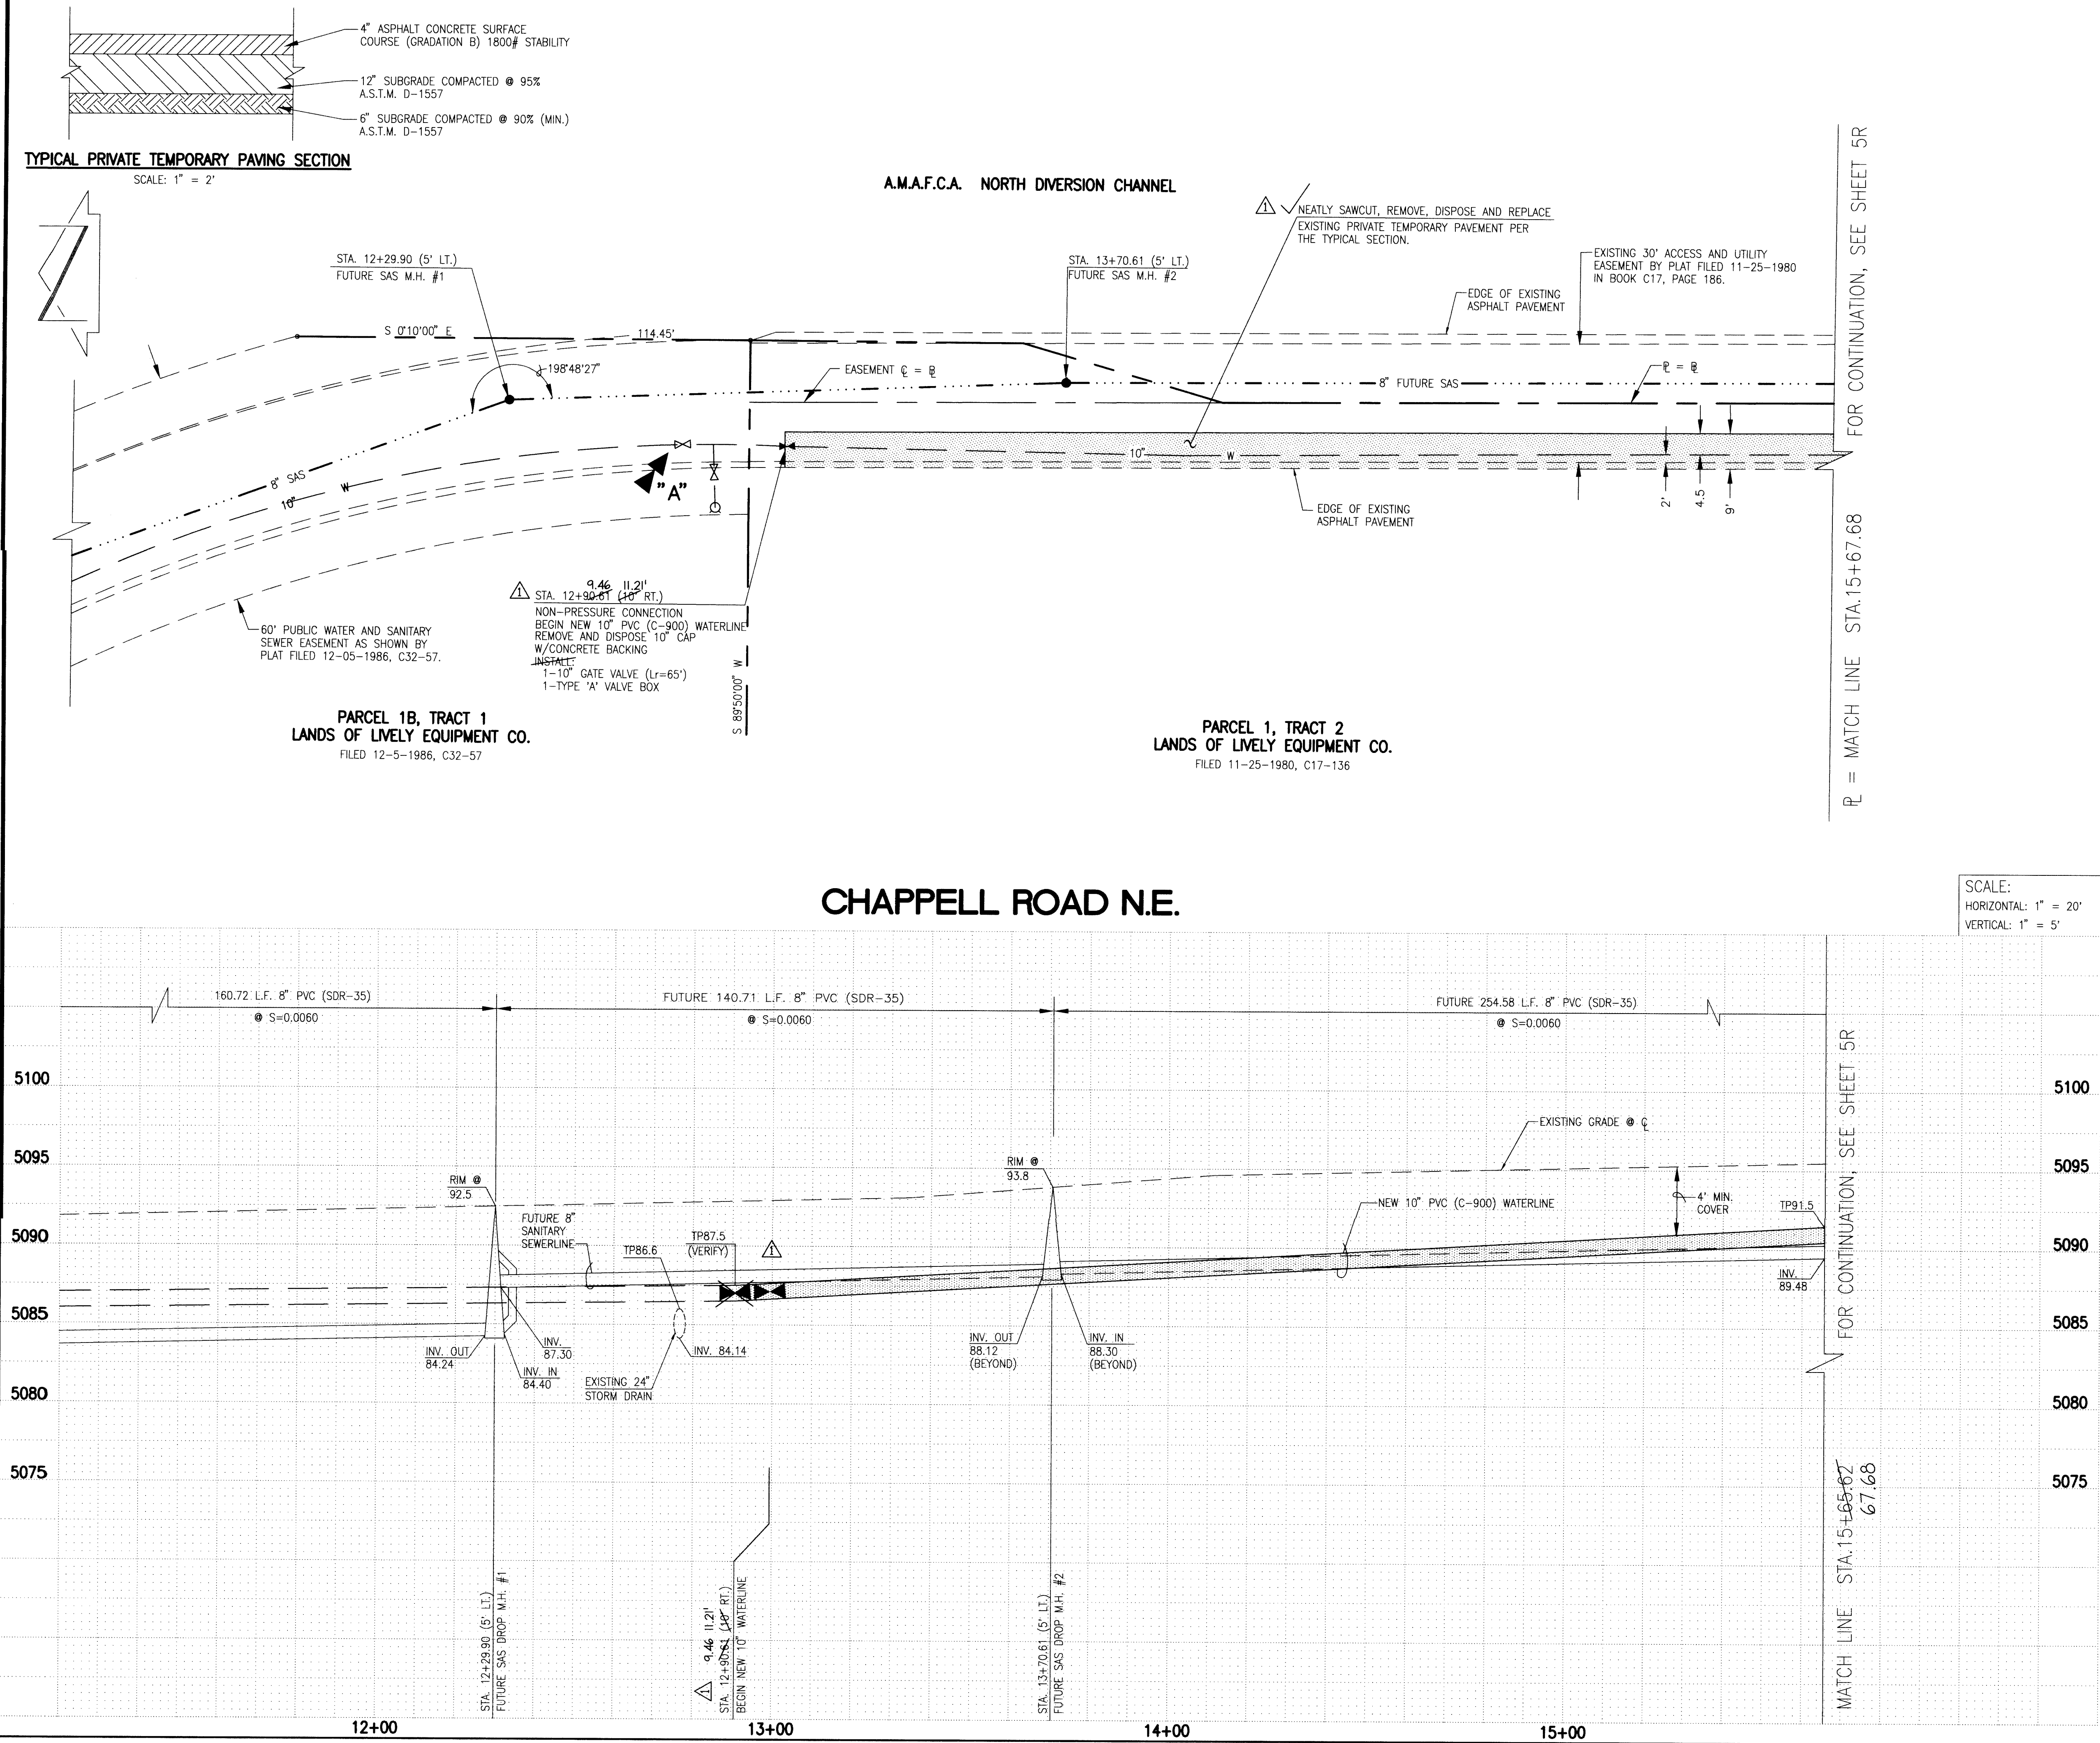 4" ASPHALT CONCRETE SURFACE
COURSE (GRADATION B) 1800# STABILITY
12" SUBGRADE COMPACTED @ 95%
A.S.T.M. D-1557
6" SUBGRADE COMPACTED @ 90% (MIN.)
A.S.T.M. D-1557
TYPICAL PRIVATE TEMPORARY PAVING SECTION
SCALE: 1" = 2'
A.M.A.F.C.A. NORTH DIVERSION CHANNEL
1
NEATLY SAWCUT, REMOVE, DISPOSE AND REPLACE
EXISTING PRIVATE TEMPORARY PAVEMENT PER
THE TYPICAL SECTION.
STA. 12+29.90 (5' LT.)
FUTURE SAS M.H. #1
STA. 13+70.61 (5' LT.)
FUTURE SAS M.H. #2
EXISTING 30' ACCESS AND UTILITY
EASEMENT BY PLAT FILED 11-25-1980
IN BOOK C17, PAGE 186.
EDGE OF EXISTING
ASPHALT PAVEMENT
S 0°10'00" E
114.45'
198°48'27"
EASEMENT ℄ = ⅊
8" FUTURE SAS
⅊ = ⅊
8" SAS
10"
W
"A"
10"
W
2'
4.5
9'
EDGE OF EXISTING
ASPHALT PAVEMENT
60' PUBLIC WATER AND SANITARY
SEWER EASEMENT AS SHOWN BY
PLAT FILED 12-05-1986, C32-57.
9.46 11.21'
1
STA. 12+90.61 (10' RT.)
NON-PRESSURE CONNECTION
BEGIN NEW 10" PVC (C-900) WATERLINE
REMOVE AND DISPOSE 10" CAP
W/CONCRETE BACKING
INSTALL:
1-10" GATE VALVE (Lr=65')
1-TYPE 'A' VALVE BOX
S 89°50'00" W
PARCEL 1B, TRACT 1
LANDS OF LIVELY EQUIPMENT CO.
FILED 12-5-1986, C32-57
PARCEL 1, TRACT 2
LANDS OF LIVELY EQUIPMENT CO.
FILED 11-25-1980, C17-136
⅊ = MATCH LINE STA.15+67.68 FOR CONTINUATION, SEE SHEET 5R
CHAPPELL ROAD N.E.
SCALE:
HORIZONTAL: 1" = 20'
VERTICAL: 1" = 5'
160.72 L.F. 8" PVC (SDR-35)
@ S=0.0060
FUTURE 140.71 L.F. 8" PVC (SDR-35)
@ S=0.0060
FUTURE 254.58 L.F. 8" PVC (SDR-35)
@ S=0.0060
5100
5095
5090
5085
5080
5075
RIM @
92.5
FUTURE 8"
SANITARY
SEWERLINE
TP86.6
TP87.5
(VERIFY)
1
RIM @
93.8
EXISTING GRADE @ ℄
NEW 10" PVC (C-900) WATERLINE
4' MIN.
COVER
TP91.5
INV. OUT
84.24
INV.
87.30
INV. IN
84.40
EXISTING 24"
STORM DRAIN
INV. 84.14
INV. OUT
88.12
(BEYOND)
INV. IN
88.30
(BEYOND)
INV.
89.48
5100
5095
5090
5085
5080
5075
STA. 12+29.90 (5' LT.)
FUTURE SAS DROP M.H. #1
9.46 11.21'
1
STA. 12+90.61 (10' RT.)
BEGIN NEW 10" WATERLINE
STA. 13+70.61 (5' LT.)
FUTURE SAS DROP M.H. #2
MATCH LINE STA.15+65.62 FOR CONTINUATION, SEE SHEET 5R
67.68
12+00
13+00
14+00
15+00